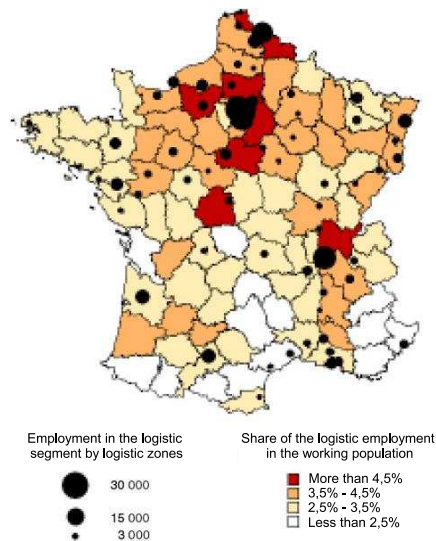 Employment in the logistic
segment by logistic zones
30 000
15 000
3 000
Share of the logistic employment
in the working population
More than 4,5%
3,5% - 4,5%
2,5% - 3,5%
Less than 2,5%